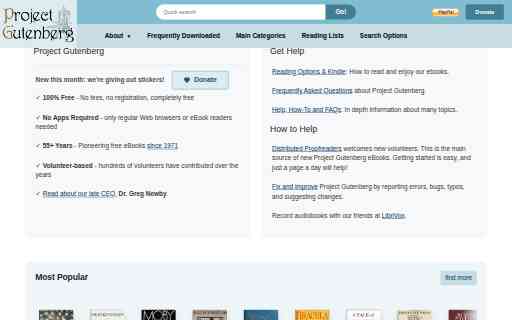 Project
Gutenberg
Quick search
Go!
PayPal
Donate
About ▼
Frequently Downloaded
Main Categories
Reading Lists
Search Options
Project Gutenberg
New this month: we're giving out stickers!
Donate
✓ 100% Free - No fees, no registration, completely free
✓ No Apps Required - only regular Web browsers or eBook readers
needed
✓ 55+ Years - Pioneering free eBooks since 1971
✓ Volunteer-based - hundreds of volunteers have contributed over the
years
✓ Read about our late CEO, Dr. Greg Newby.
Get Help
Reading Options & Kindle: How to read and enjoy our ebooks.
Frequently Asked Questions about Project Gutenberg.
Help, How-To and FAQs. In depth information about many topics.
How to Help
Distributed Proofreaders welcomes new volunteers. This is the main
source of new Project Gutenberg eBooks. Getting started is easy, and
just a page a day will help!
Fix and improve Project Gutenberg by reporting errors, bugs, typos,
and suggesting changes.
Record audiobooks with our friends at LibriVox.
Most Popular
find more
FRANKENSTEIN
MOBY
DRACULA
A TALE of